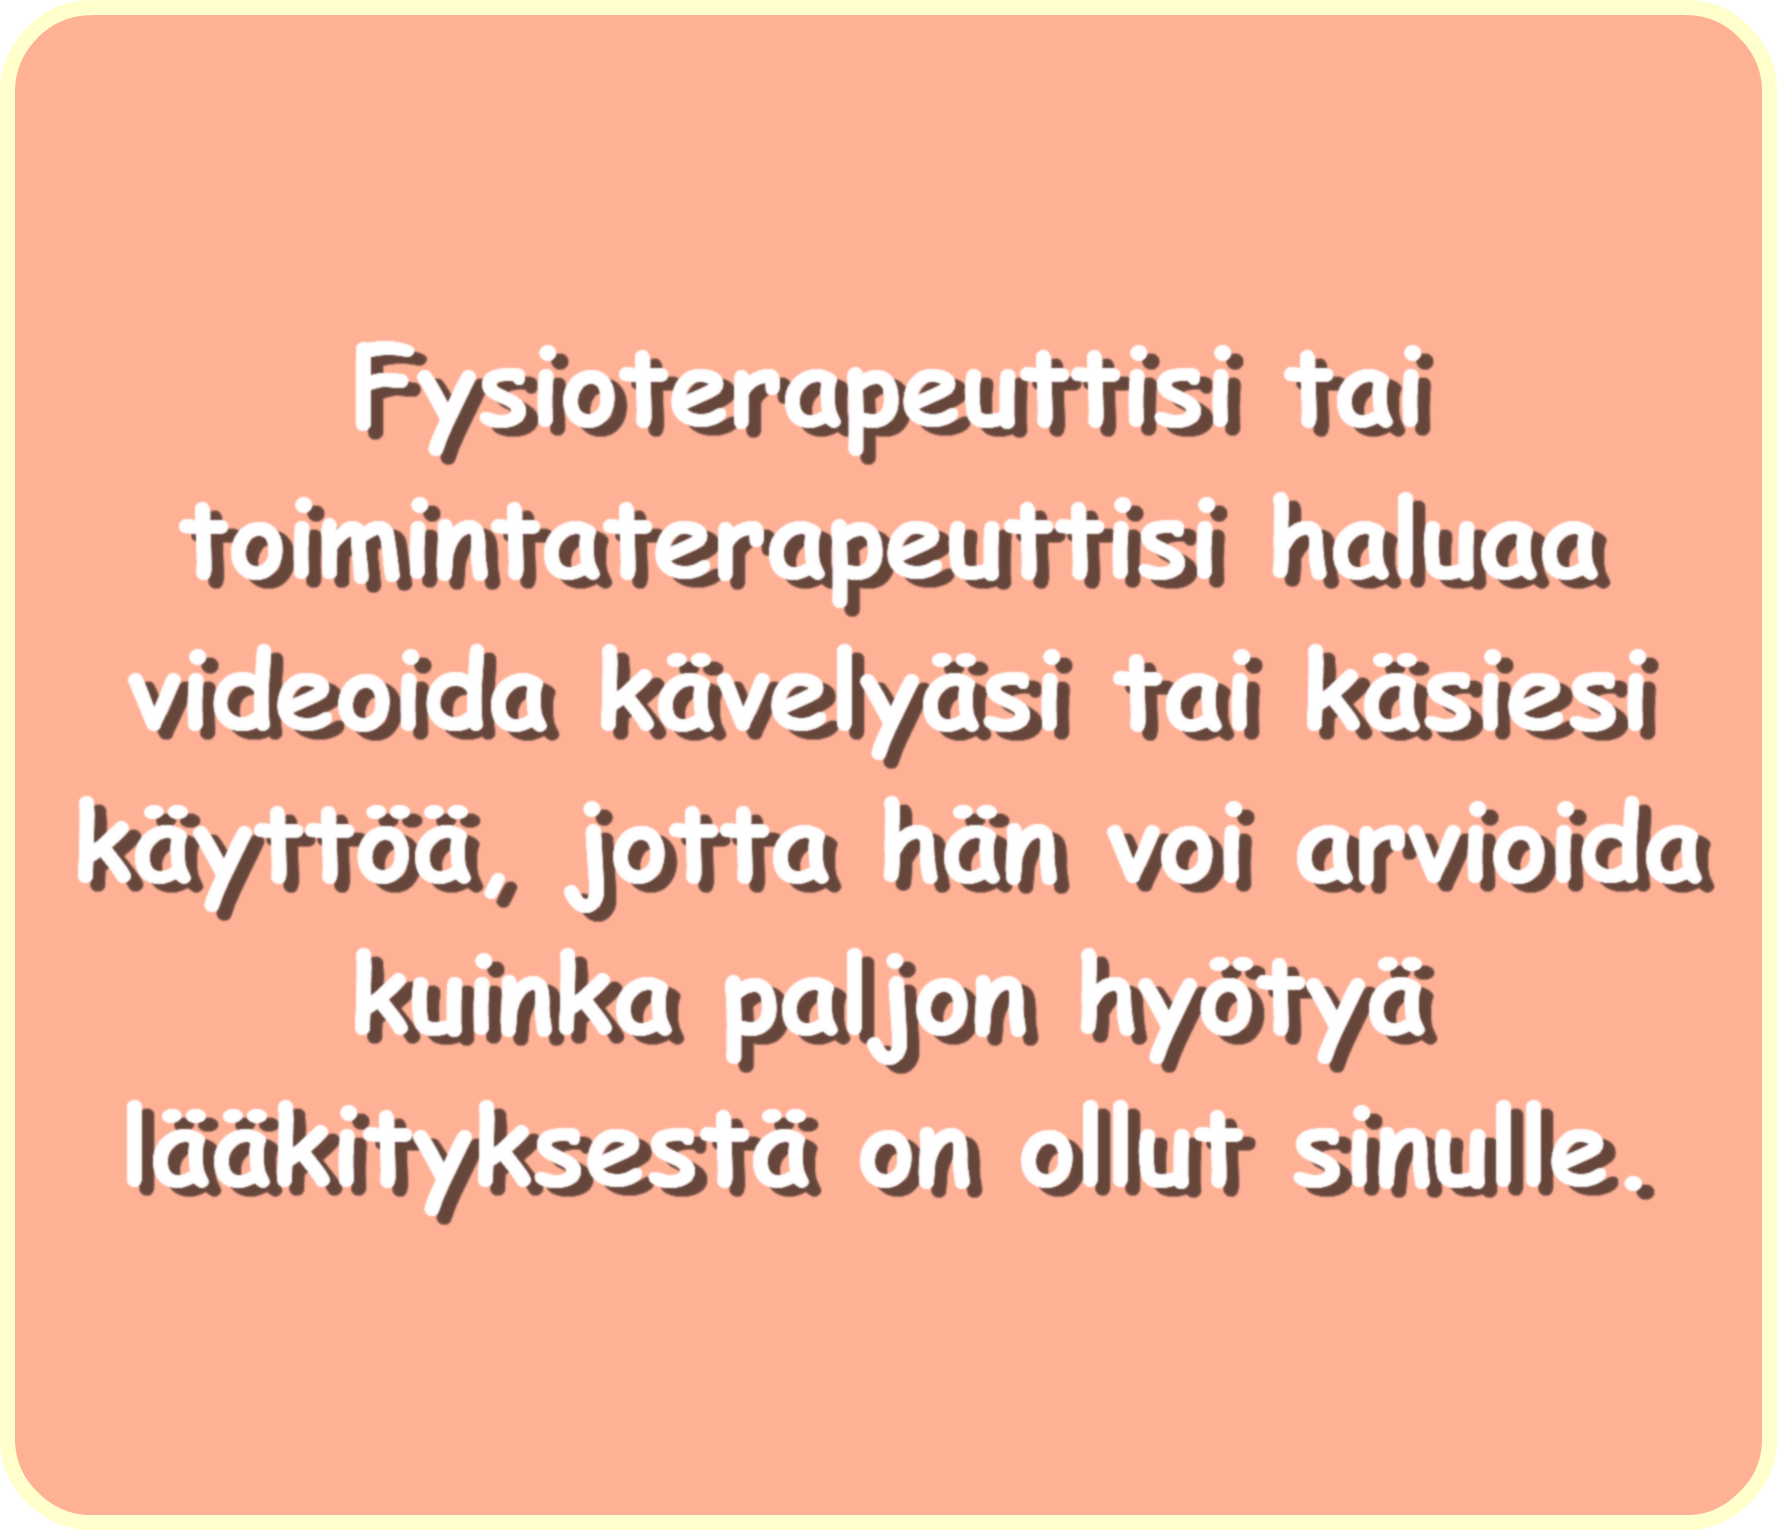 Fysioterapeuttisi tai
toimintaterapeuttisi haluaa
videoida kävelyäsi tai käsiesi
käyttöä, jotta hän voi arvioida
kuinka paljon hyötyä
lääkityksestä on ollut sinulle.